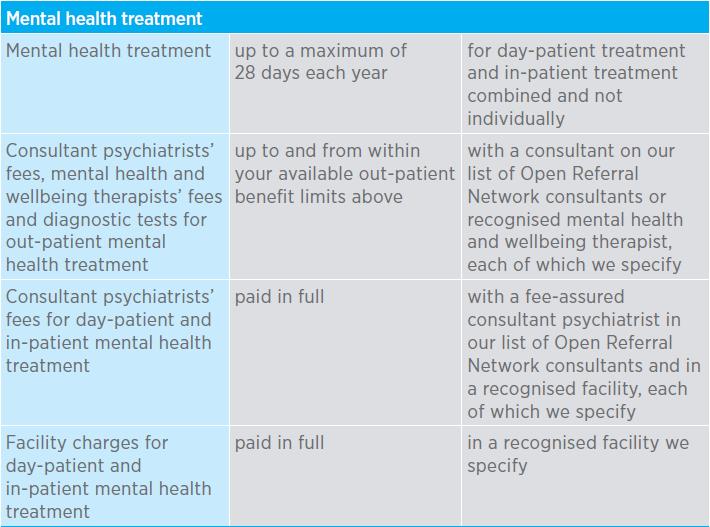 Mental health treatment
Mental health treatment
up to a maximum of
28 days each year
for day-patient treatment
and in-patient treatment
combined and not
individually
Consultant psychiatrists’
fees, mental health and
wellbeing therapists’ fees
and diagnostic tests for
out-patient mental
health treatment
up to and from within
your available out-patient
benefit limits above
with a consultant on our
list of Open Referral
Network consultants or
recognised mental health
and wellbeing therapist,
each of which we specify
Consultant psychiatrists’
fees for day-patient and
in-patient mental health
treatment
paid in full
with a fee-assured
consultant psychiatrist in
our list of Open Referral
Network consultants and in
a recognised facility, each
of which we specify
Facility charges for
day-patient and
in-patient mental health
treatment
paid in full
in a recognised facility we
specify